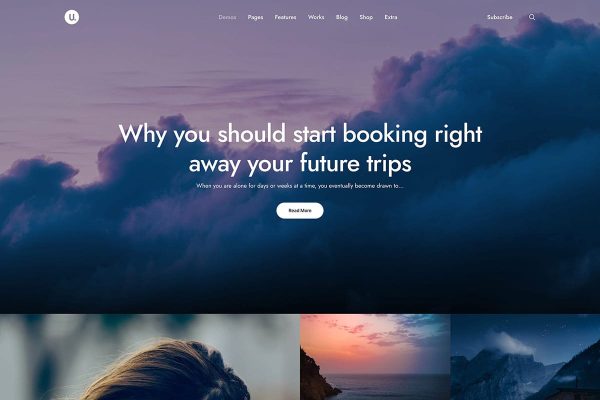 U.
Demos Pages Features Works Blog Shop Extra Subscribe
Why you should start booking right
away your future trips
When you are alone for days or weeks at a time, you eventually become drawn to...
Read More